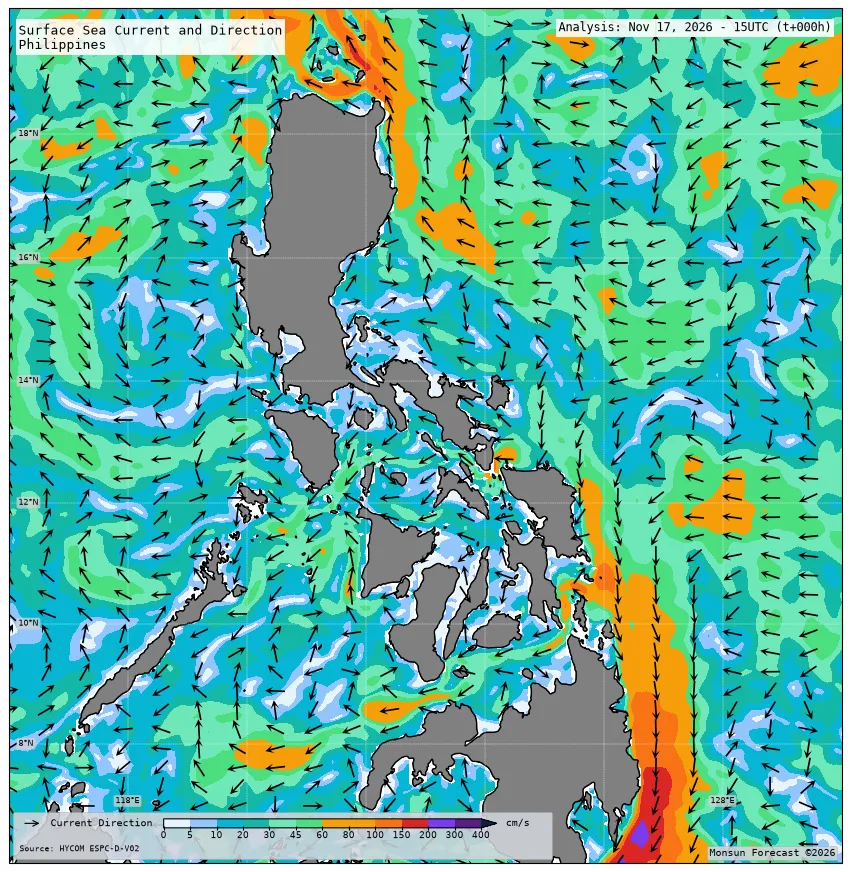 Surface Sea Current and Direction
Philippines
Analysis: Nov 17, 2026 - 15UTC (t+000h)
18°N
16°N
14°N
12°N
10°N
8°N
118°E
128°E
Current Direction
0 5 10 20 30 45 60 80 100 150 200 300 400 cm/s
Source: HYCOM ESPC-D-V02
Monsun Forecast ©2026